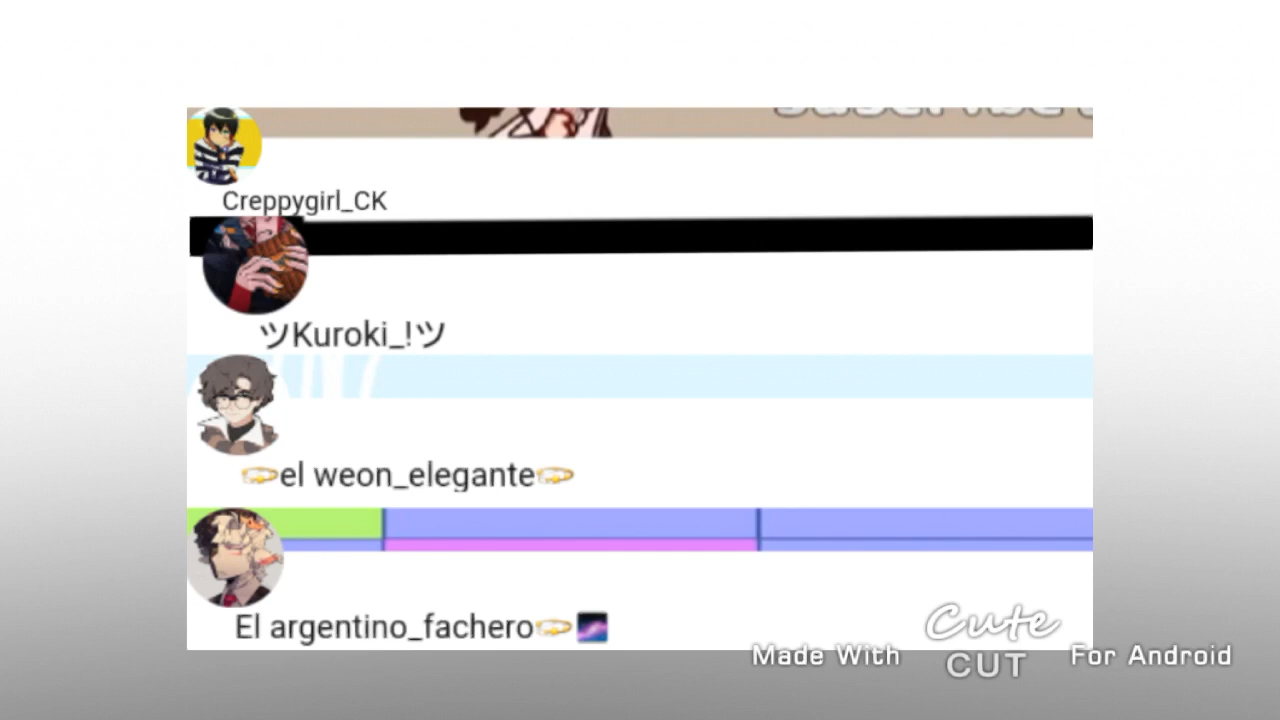 Subscribe
Creppygirl_CK
ツKuroki_!ツ
💫el weon_elegante💫
El argentino_fachero💫🌌
Made With Cute CUT For Android